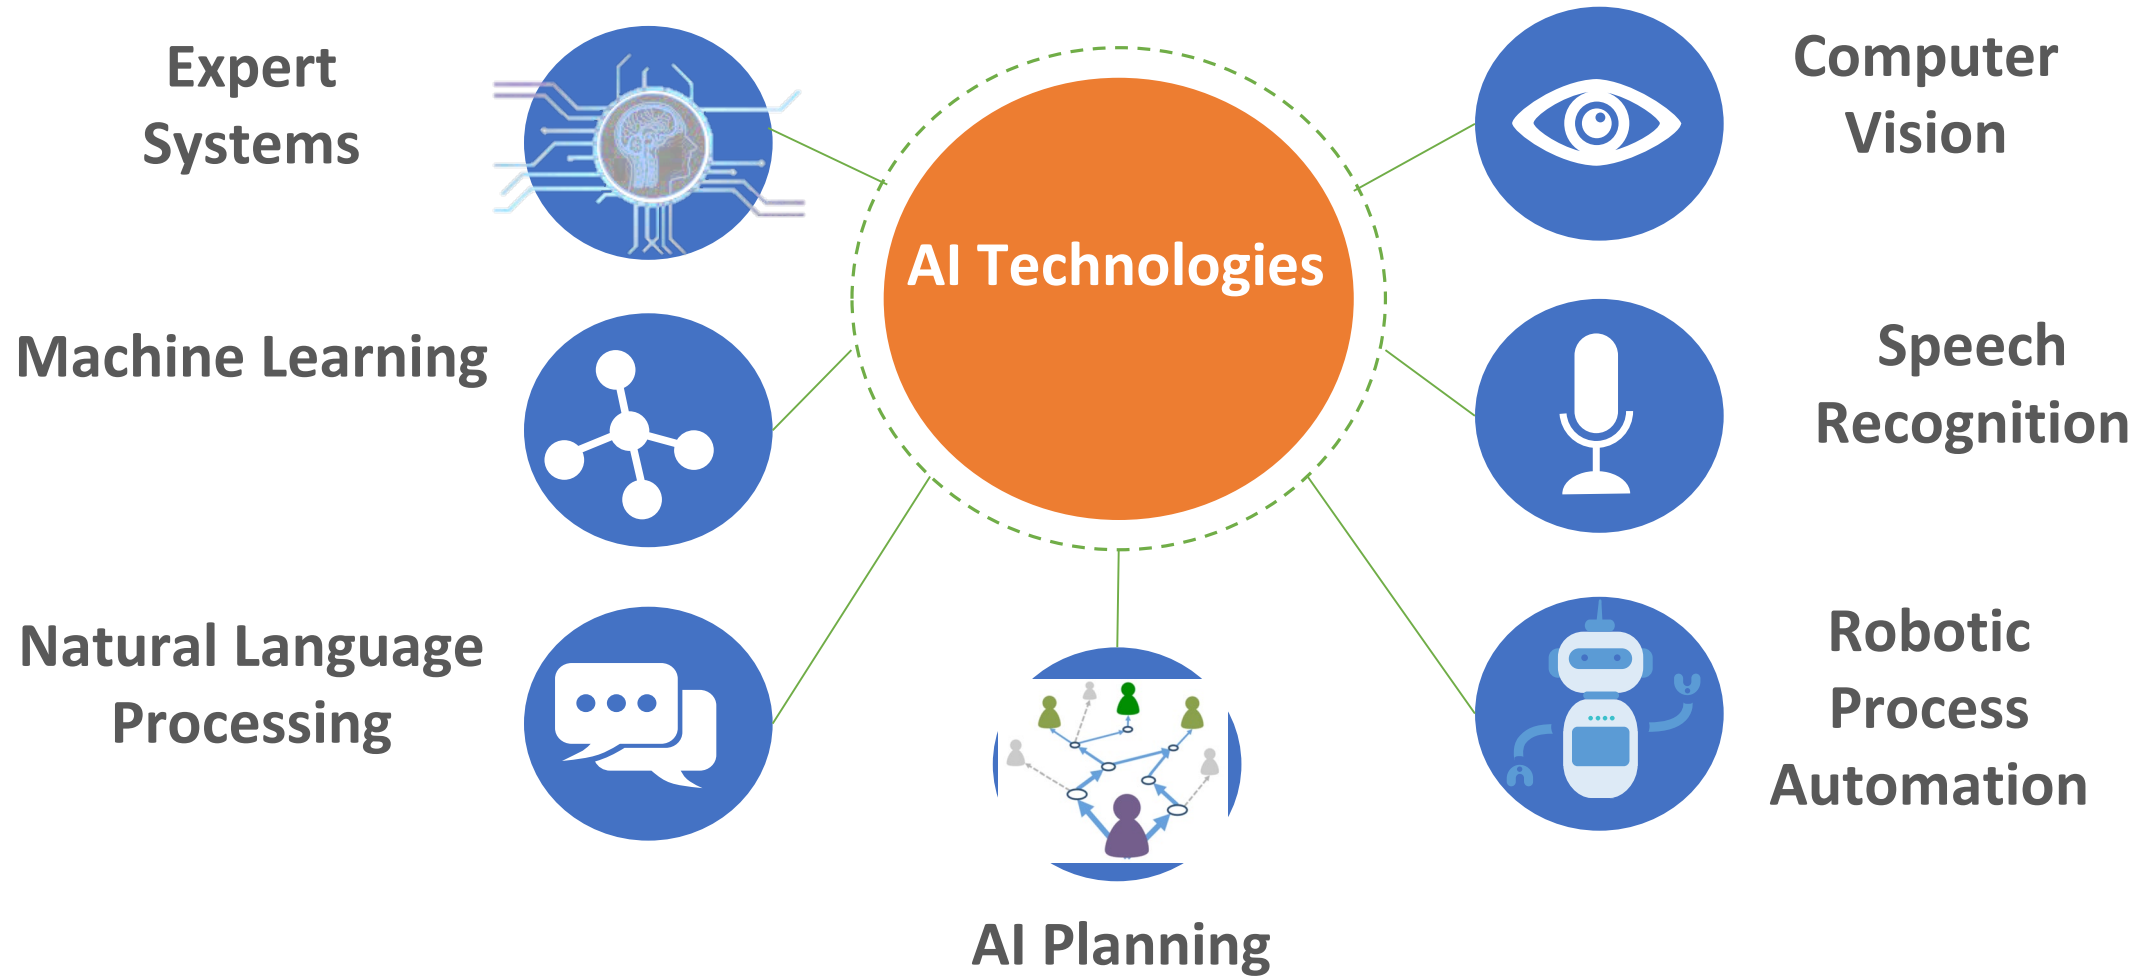 Expert
Systems
Machine Learning
Natural Language
Processing
AI Technologies
AI Planning
Computer
Vision
Speech
Recognition
Robotic
Process
Automation